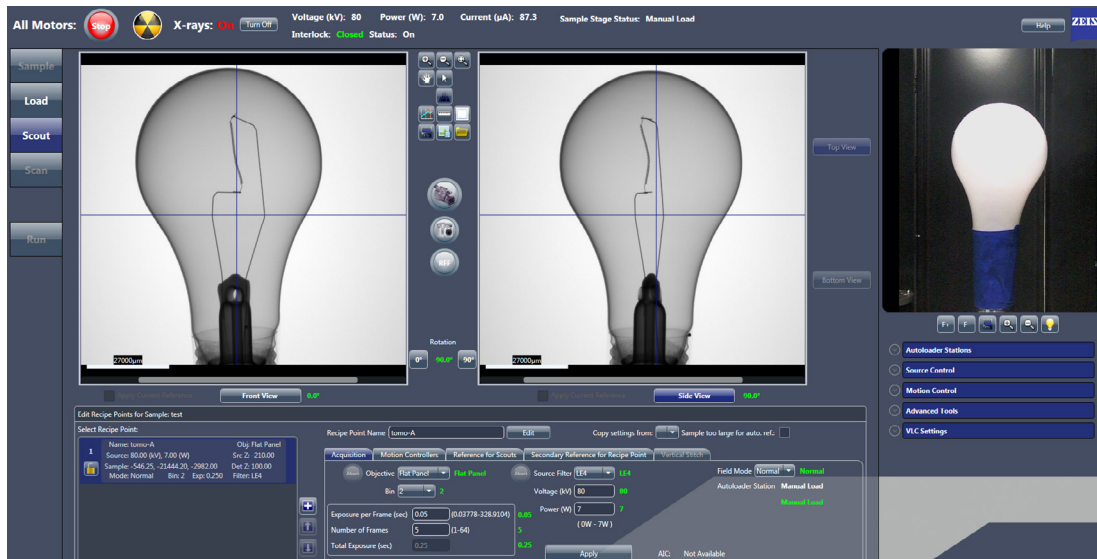 All Motors: Stop X-rays: On Turn Off
Voltage (kV): 80 Power (W): 7.0 Current (µA): 87.3 Sample Stage Status: Manual Load
Interlock: Closed Status: On
Help
ZEISS
Sample
Load
Scout
Scan
Run
REF
Rotation
0° 90.0° 90°
27000µm
27000µm
Top View
Bottom View
Apply Current Reference Front View 0.0°
Apply Current Reference Side View 90.0°
F+ F-
Autoloader Stations
Source Control
Motion Control
Advanced Tools
VLC Settings
Edit Recipe Points for Sample: test
Select Recipe Point:
1 Name: tomo-A Obj: Flat Panel
Source: 80.00 (kV), 7.00 (W) Src Z: 210.00
Sample: -546.25, -21444.20, -2982.00 Det Z: 100.00
Mode: Normal Bin: 2 Exp: 0.250 Filter: LE4
Recipe Point Name tomo-A Edit Copy settings from: Sample too large for auto. ref.:
Acquisition Motion Controllers Reference for Scouts Secondary Reference for Recipe Point Vertical Stitch
Objective Flat Panel Flat Panel Source Filter LE4 LE4 Field Mode Normal Normal
Bin 2 2 Voltage (kV) 80 80 Autoloader Station Manual Load
Manual Load
Exposure per Frame (sec) 0.05 (0.03778-328.9104) 0.05 Power (W) 7 7
Number of Frames 5 (1-64) 5 ( 0W - 7W )
Total Exposure (sec) 0.25 0.25 Apply AIC: Not Available